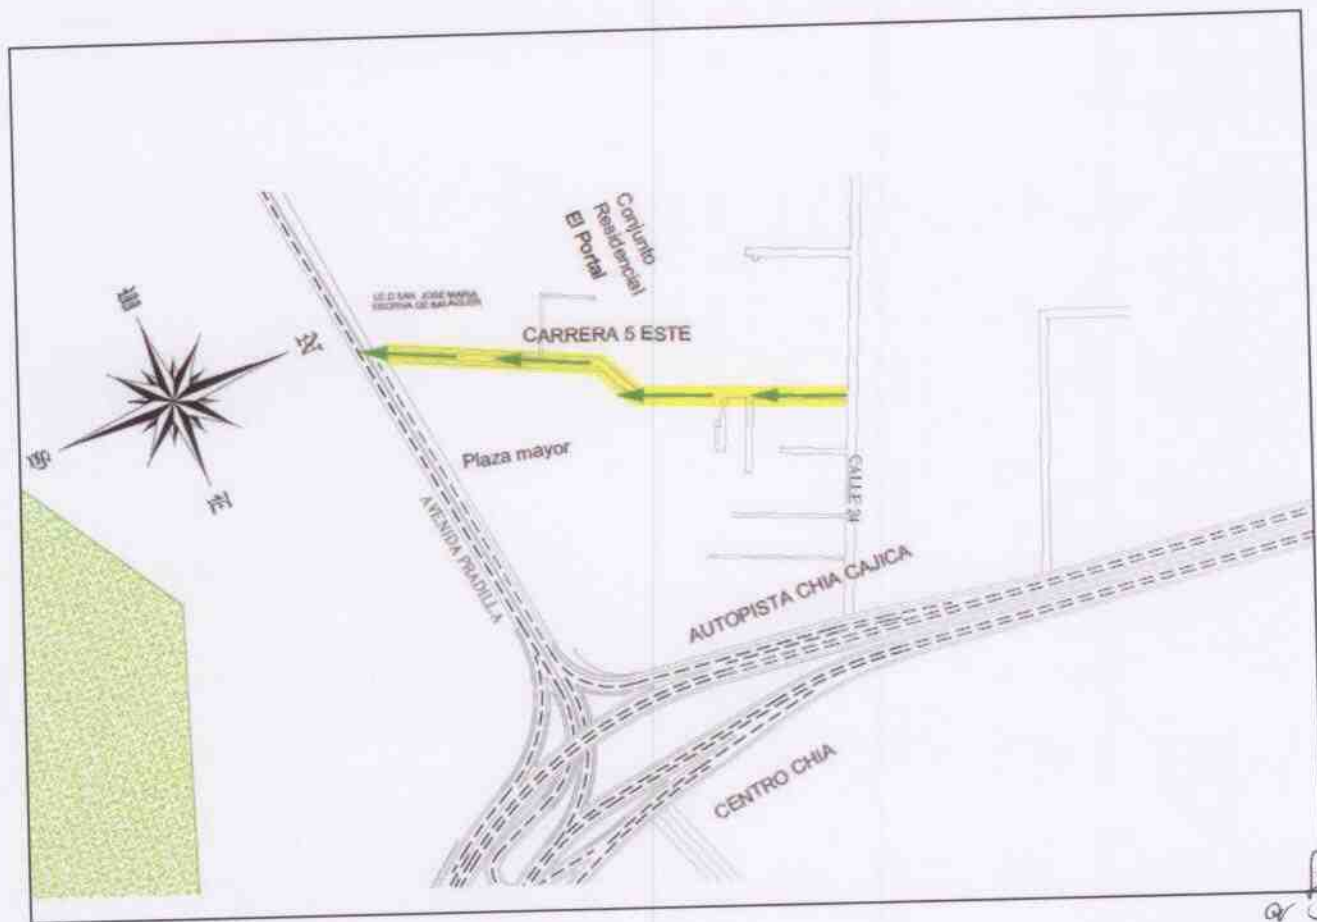 Conjunto
Residencial
El Portal
CARRERA 5 ESTE
Plaza mayor
AVENIDA PRADILLA
CALLE 24
AUTOPISTA CHIA CAJICA
CENTRO CHIA